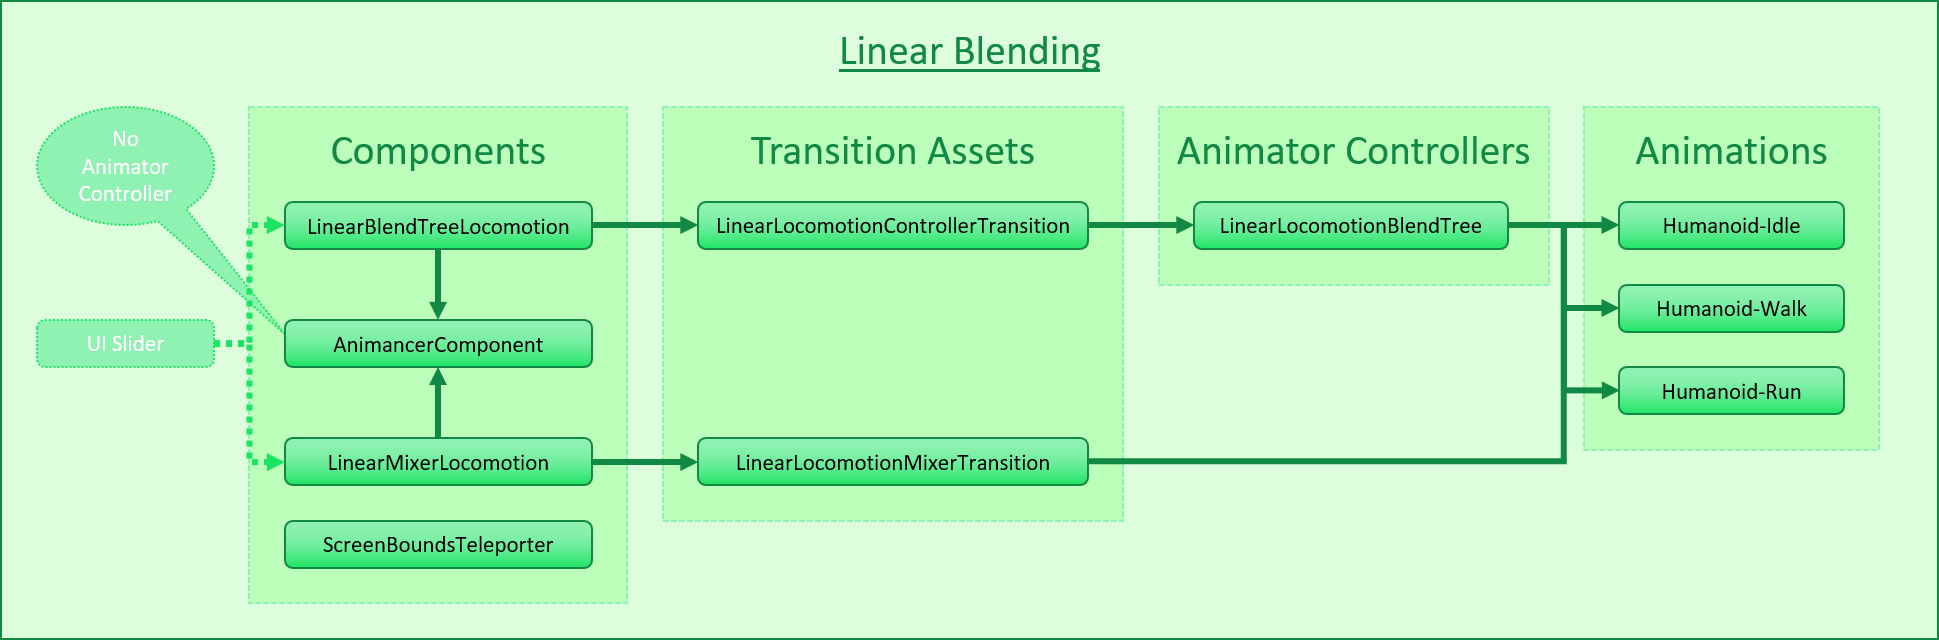 Linear Blending
No
Animator
Controller
UI Slider
Components
LinearBlendTreeLocomotion
AnimancerComponent
LinearMixerLocomotion
ScreenBoundsTeleporter
Transition Assets
LinearLocomotionControllerTransition
LinearLocomotionMixerTransition
Animator Controllers
LinearLocomotionBlendTree
Animations
Humanoid-Idle
Humanoid-Walk
Humanoid-Run